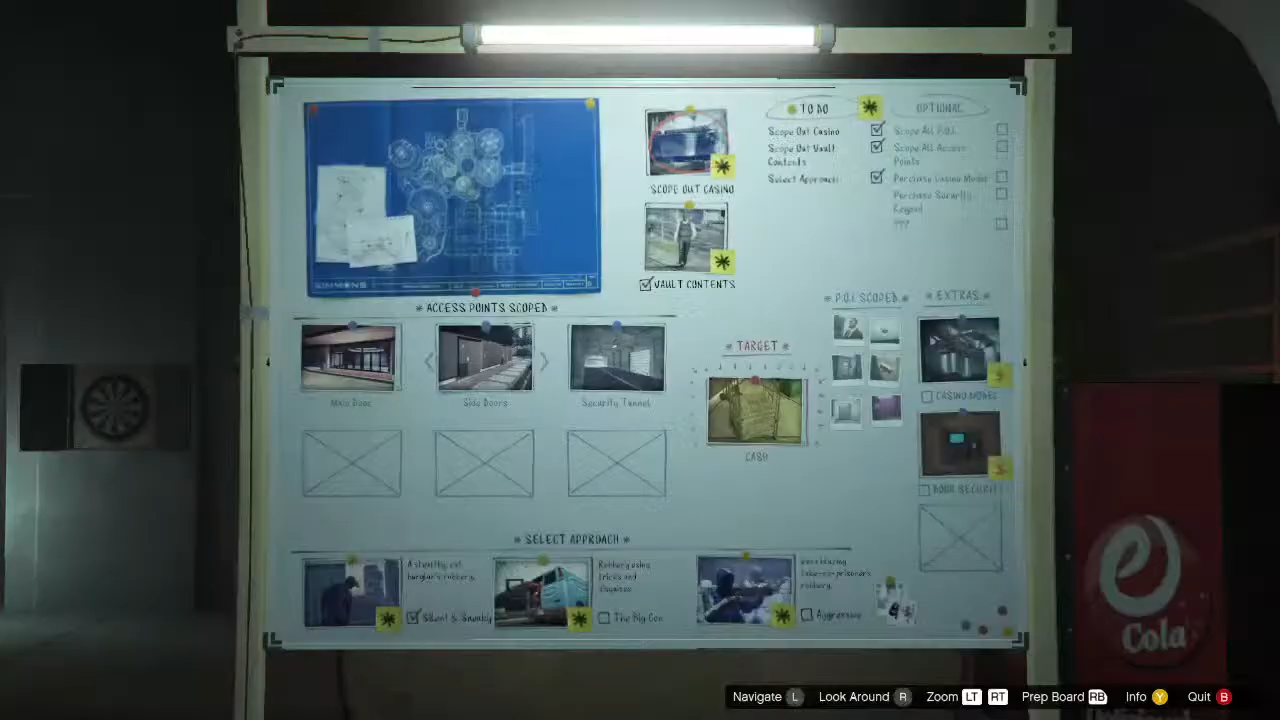 TO DO
OPTIONAL
Scope Out Casino
Scope Out Vault
Contents
Select Approach
Scope All P.O.I.
Scope All Access
Points
Purchase Casino Model
Purchase Security
Keypad
???
SCOPE OUT CASINO
VAULT CONTENTS
SIMMONS
* ACCESS POINTS SCOPED *
Main Door
Side Doors
Security Tunnel
* TARGET *
CASH
* P.O.I. SCOPED *
* EXTRAS *
CASINO MODEL
DOOR SECURITY
* SELECT APPROACH *
A stealthy, cat
burglar's robbery.
Silent & Sneaky
Robbery using
tricks and
disguises
The Big Con
take-no-prisoners
robbery.
Aggressive
e
Cola
Navigate L Look Around R Zoom LT RT Prep Board RB Info Y Quit B